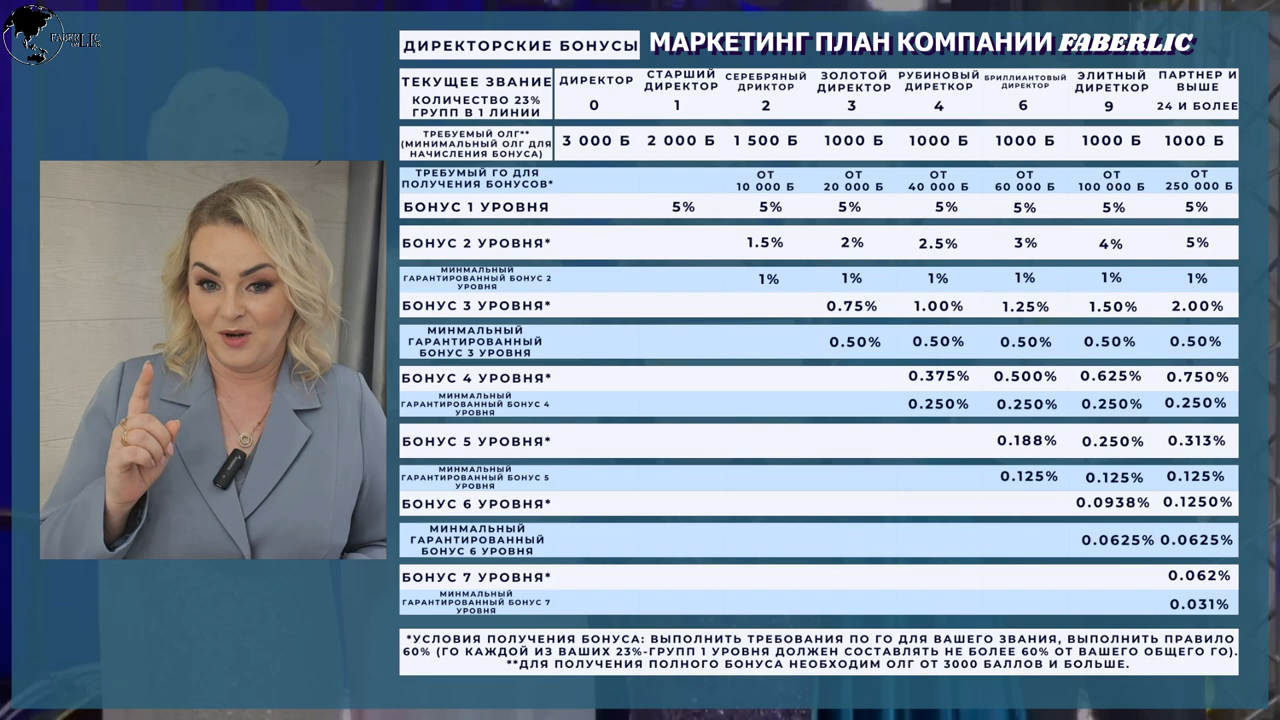 FABERLIC
ONLINE
ДИРЕКТОРСКИЕ БОНУСЫ
МАРКЕТИНГ ПЛАН КОМПАНИИ FABERLIC
ТЕКУЩЕЕ ЗВАНИЕ ДИРЕКТОР СТАРШИЙ ДИРЕКТОР СЕРЕБРЯНЫЙ ДРИКТОР ЗОЛОТОЙ ДИРЕКТОР РУБИНОВЫЙ ДИРЕТКОР БРИЛЛИАНТОВЫЙ ДИРЕКТОР ЭЛИТНЫЙ ДИРЕТКОР ПАРТНЕР И ВЫШЕ
КОЛИЧЕСТВО 23% ГРУПП В 1 ЛИНИИ 0 1 2 3 4 6 9 24 И БОЛЕЕ
ТРЕБУЕМЫЙ ОЛГ** (МИНИМАЛЬНЫЙ ОЛГ ДЛЯ НАЧИСЛЕНИЯ БОНУСА) 3 000 Б 2 000 Б 1 500 Б 1000 Б 1000 Б 1000 Б 1000 Б 1000 Б
ТРЕБУМЫЙ ГО ДЛЯ ПОЛУЧЕНИЯ БОНУСОВ* ОТ 10 000 Б ОТ 20 000 Б ОТ 40 000 Б ОТ 60 000 Б ОТ 100 000 Б ОТ 250 000 Б
БОНУС 1 УРОВНЯ 5% 5% 5% 5% 5% 5% 5%
БОНУС 2 УРОВНЯ* 1.5% 2% 2.5% 3% 4% 5%
МИНМАЛЬНЫЙ ГАРАНТИРОВАННЫЙ БОНУС 2 УРОВНЯ 1% 1% 1% 1% 1% 1%
БОНУС 3 УРОВНЯ* 0.75% 1.00% 1.25% 1.50% 2.00%
МИНМАЛЬНЫЙ ГАРАНТИРОВАННЫЙ БОНУС 3 УРОВНЯ 0.50% 0.50% 0.50% 0.50% 0.50%
БОНУС 4 УРОВНЯ* 0.375% 0.500% 0.625% 0.750%
МИНМАЛЬНЫЙ ГАРАНТИРОВАННЫЙ БОНУС 4 УРОВНЯ 0.250% 0.250% 0.250% 0.250%
БОНУС 5 УРОВНЯ* 0.188% 0.250% 0.313%
МИНМАЛЬНЫЙ ГАРАНТИРОВАННЫЙ БОНУС 5 УРОВНЯ 0.125% 0.125% 0.125%
БОНУС 6 УРОВНЯ* 0.0938% 0.1250%
МИНМАЛЬНЫЙ ГАРАНТИРОВАННЫЙ БОНУС 6 УРОВНЯ 0.0625% 0.0625%
БОНУС 7 УРОВНЯ* 0.062%
МИНМАЛЬНЫЙ ГАРАНТИРОВАННЫЙ БОНУС 7 УРОВНЯ 0.031%
*УСЛОВИЯ ПОЛУЧЕНИЯ БОНУСА: ВЫПОЛНИТЬ ТРЕБОВАНИЯ ПО ГО ДЛЯ ВАШЕГО ЗВАНИЯ, ВЫПОЛНИТЬ ПРАВИЛО
60% (ГО КАЖДОЙ ИЗ ВАШИХ 23%-ГРУПП 1 УРОВНЯ ДОЛЖЕН СОСТАВЛЯТЬ НЕ БОЛЕЕ 60% ОТ ВАШЕГО ОБЩЕГО ГО).
**ДЛЯ ПОЛУЧЕНИЯ ПОЛНОГО БОНУСА НЕОБХОДИМ ОЛГ ОТ 3000 БАЛЛОВ И БОЛЬШЕ.